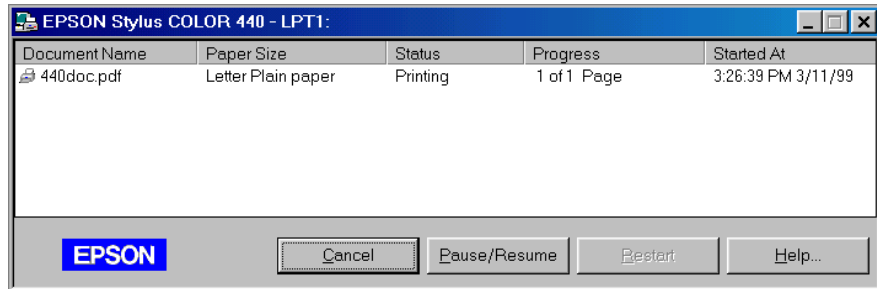 EPSON Stylus COLOR 440 - LPT1:
Document Name Paper Size Status Progress Started At
440doc.pdf Letter Plain paper Printing 1 of 1 Page 3:26:39 PM 3/11/99
EPSON Cancel Pause/Resume Restart Help...